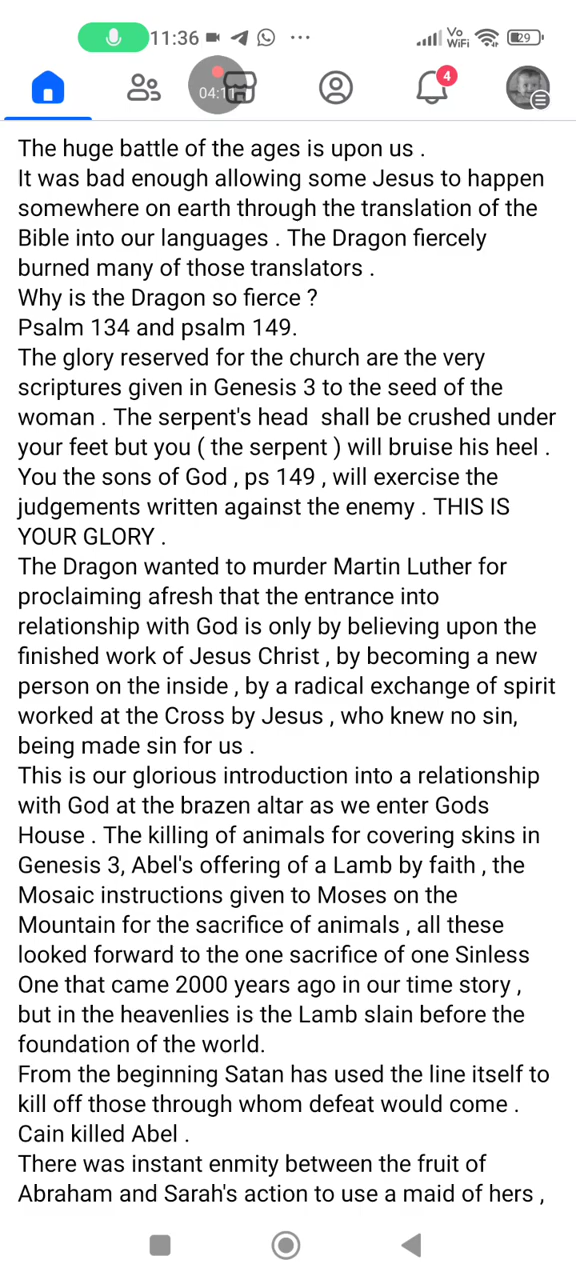 11:36
Vo
WiFi
29
4
04:1
The huge battle of the ages is upon us .
It was bad enough allowing some Jesus to happen
somewhere on earth through the translation of the
Bible into our languages . The Dragon fiercely
burned many of those translators .
Why is the Dragon so fierce ?
Psalm 134 and psalm 149.
The glory reserved for the church are the very
scriptures given in Genesis 3 to the seed of the
woman . The serpent's head  shall be crushed under
your feet but you ( the serpent ) will bruise his heel .
You the sons of God , ps 149 , will exercise the
judgements written against the enemy . THIS IS
YOUR GLORY .
The Dragon wanted to murder Martin Luther for
proclaiming afresh that the entrance into
relationship with God is only by believing upon the
finished work of Jesus Christ , by becoming a new
person on the inside , by a radical exchange of spirit
worked at the Cross by Jesus , who knew no sin,
being made sin for us .
This is our glorious introduction into a relationship
with God at the brazen altar as we enter Gods
House . The killing of animals for covering skins in
Genesis 3, Abel's offering of a Lamb by faith , the
Mosaic instructions given to Moses on the
Mountain for the sacrifice of animals , all these
looked forward to the one sacrifice of one Sinless
One that came 2000 years ago in our time story ,
but in the heavenlies is the Lamb slain before the
foundation of the world.
From the beginning Satan has used the line itself to
kill off those through whom defeat would come .
Cain killed Abel .
There was instant enmity between the fruit of
Abraham and Sarah's action to use a maid of hers ,